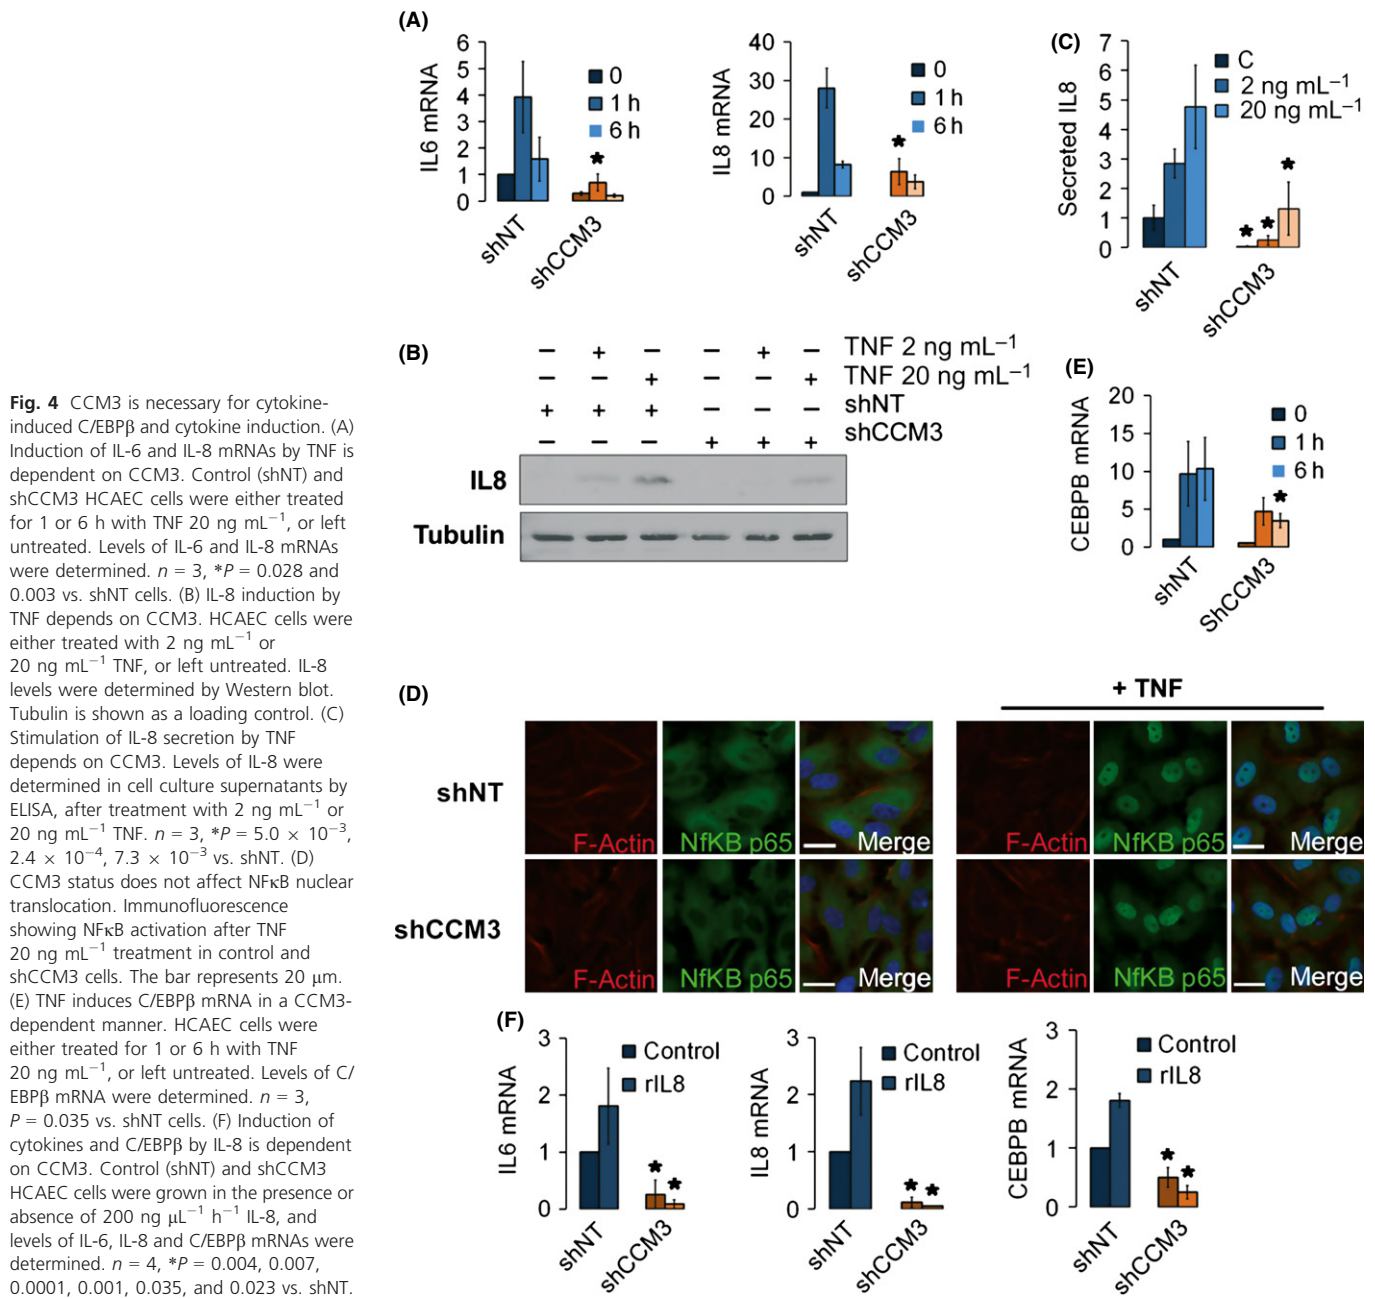 Fig. 4 CCM3 is necessary for cytokine-
induced C/EBPβ and cytokine induction. (A)
Induction of IL-6 and IL-8 mRNAs by TNF is
dependent on CCM3. Control (shNT) and
shCCM3 HCAEC cells were either treated
for 1 or 6 h with TNF 20 ng mL−1, or left
untreated. Levels of IL-6 and IL-8 mRNAs
were determined. n = 3, *P = 0.028 and
0.003 vs. shNT cells. (B) IL-8 induction by
TNF depends on CCM3. HCAEC cells were
either treated with 2 ng mL−1 or
20 ng mL−1 TNF, or left untreated. IL-8
levels were determined by Western blot.
Tubulin is shown as a loading control. (C)
Stimulation of IL-8 secretion by TNF
depends on CCM3. Levels of IL-8 were
determined in cell culture supernatants by
ELISA, after treatment with 2 ng mL−1 or
20 ng mL−1 TNF. n = 3, *P = 5.0 × 10−3,
2.4 × 10−4, 7.3 × 10−3 vs. shNT. (D)
CCM3 status does not affect NFκB nuclear
translocation. Immunofluorescence
showing NFκB activation after TNF
20 ng mL−1 treatment in control and
shCCM3 cells. The bar represents 20 μm.
(E) TNF induces C/EBPβ mRNA in a CCM3-
dependent manner. HCAEC cells were
either treated for 1 or 6 h with TNF
20 ng mL−1, or left untreated. Levels of C/
EBPβ mRNA were determined. n = 3,
P = 0.035 vs. shNT cells. (F) Induction of
cytokines and C/EBPβ by IL-8 is dependent
on CCM3. Control (shNT) and shCCM3
HCAEC cells were grown in the presence or
absence of 200 ng μL−1 h−1 IL-8, and
levels of IL-6, IL-8 and C/EBPβ mRNAs were
determined. n = 4, *P = 0.004, 0.007,
0.0001, 0.001, 0.035, and 0.023 vs. shNT.
(A)
IL6 mRNA
6
5
4
3
2
1
0
0
1 h
6 h
*
shNT
shCCM3
IL8 mRNA
40
30
20
10
0
0
1 h
6 h
*
shNT
shCCM3
(C)
Secreted IL8
7
6
5
4
3
2
1
0
C
2 ng mL−1
20 ng mL−1
* * *
shNT
shCCM3
(B)
− + − − + − TNF 2 ng mL−1
− − + − − + TNF 20 ng mL−1
+ + + − − − shNT
− − − + + + shCCM3
IL8
Tubulin
(E)
CEBPB mRNA
20
15
10
5
0
0
1 h
6 h
*
shNT
ShCCM3
(D)
+ TNF
shNT
F-Actin NfKB p65 Merge F-Actin NfKB p65 Merge
shCCM3
F-Actin NfKB p65 Merge F-Actin NfKB p65 Merge
(F)
IL6 mRNA
3
2
1
0
Control
rIL8
* *
shNT
shCCM3
IL8 mRNA
3
2
1
0
Control
rIL8
* *
shNT
shCCM3
CEBPB mRNA
3
2
1
0
Control
rIL8
* *
shNT
shCCM3